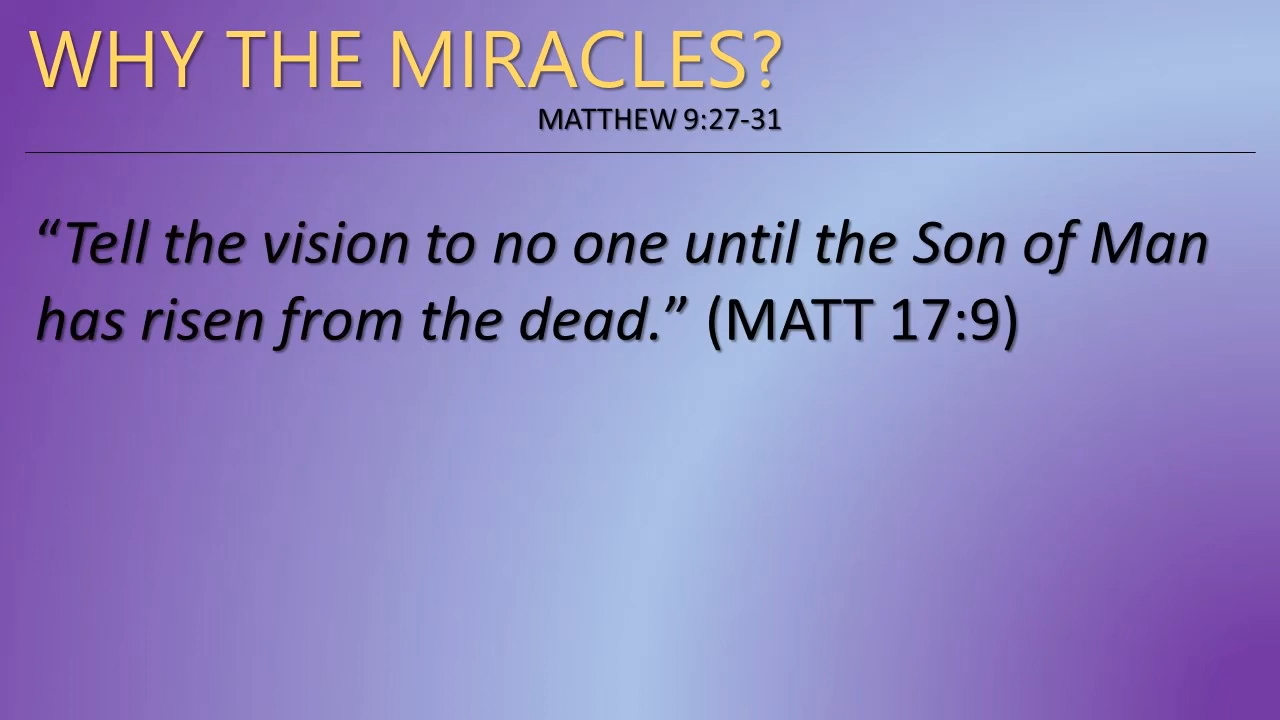 WHY THE MIRACLES?
MATTHEW 9:27-31
“Tell the vision to no one until the Son of Man
has risen from the dead.” (MATT 17:9)